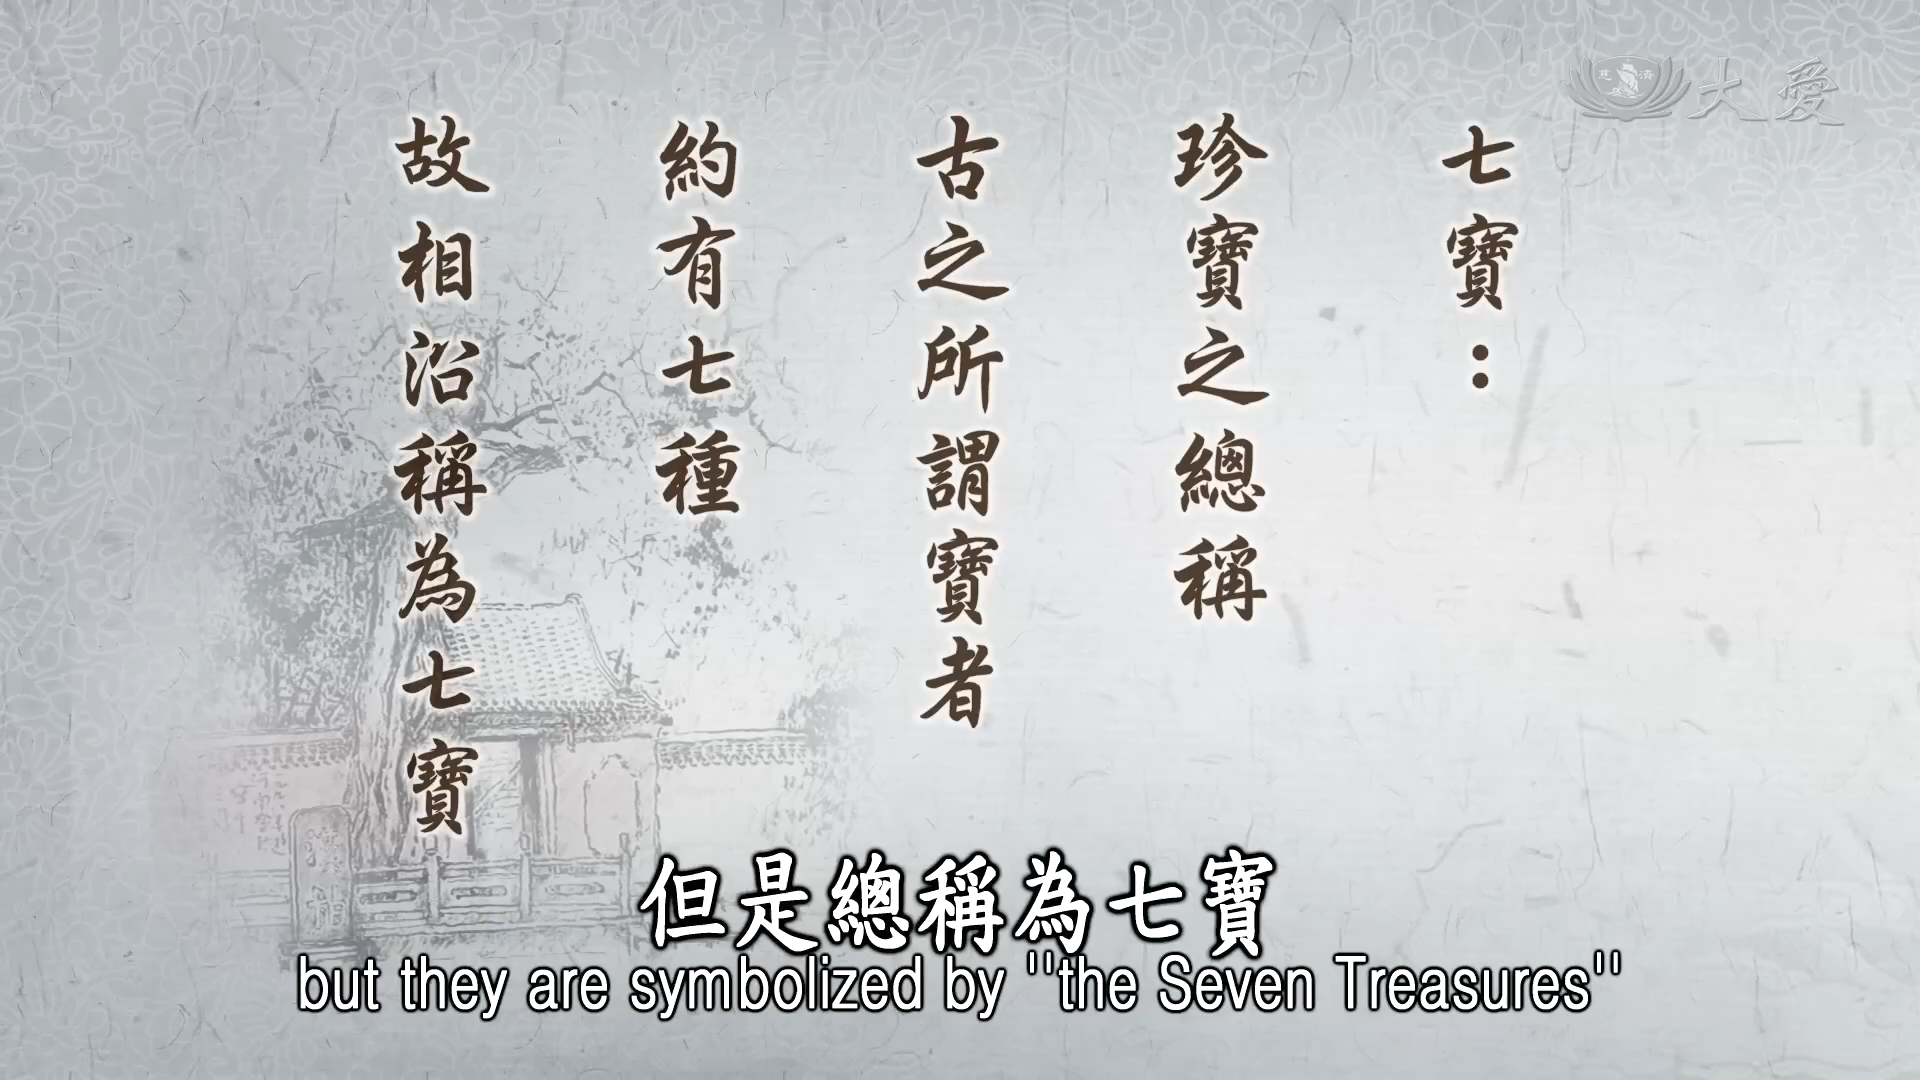 七寶：
珍寶之總稱
古之所謂寶者
約有七種
故相沿稱為七寶
但是總稱為七寶
but they are symbolized by "the Seven Treasures"
慈濟
大愛